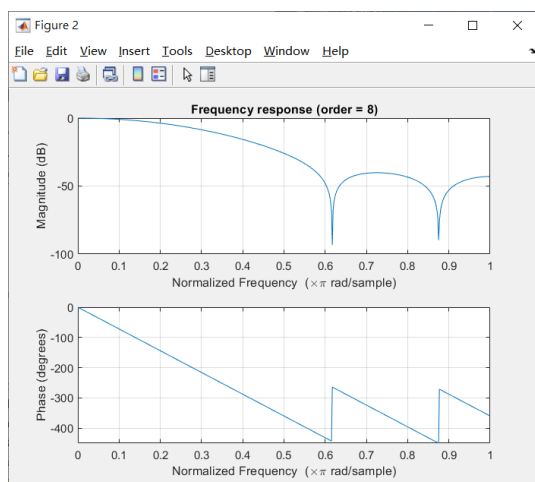 Figure 2
File Edit View Insert Tools Desktop Window Help
Frequency response (order = 8)
Magnitude (dB)
0
-50
-100
0 0.1 0.2 0.3 0.4 0.5 0.6 0.7 0.8 0.9 1
Normalized Frequency (×π rad/sample)
Phase (degrees)
0
-100
-200
-300
-400
0 0.1 0.2 0.3 0.4 0.5 0.6 0.7 0.8 0.9 1
Normalized Frequency (×π rad/sample)